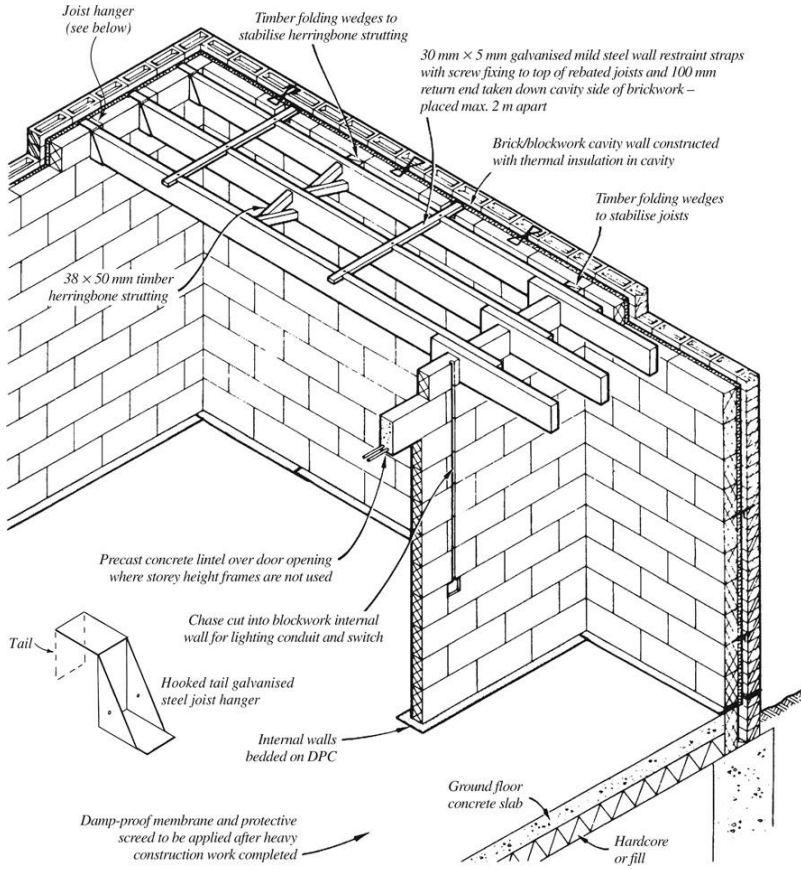 Joist hanger
(see below)
Timber folding wedges to
stabilise herringbone strutting
30 mm × 5 mm galvanised mild steel wall restraint straps
with screw fixing to top of rebated joists and 100 mm
return end taken down cavity side of brickwork –
placed max. 2 m apart
Brick/blockwork cavity wall constructed
with thermal insulation in cavity
Timber folding wedges
to stabilise joists
38 × 50 mm timber
herringbone strutting
Precast concrete lintel over door opening
where storey height frames are not used
Chase cut into blockwork internal
wall for lighting conduit and switch
Tail
Hooked tail galvanised
steel joist hanger
Internal walls
bedded on DPC
Ground floor
concrete slab
Damp-proof membrane and protective
screed to be applied after heavy
construction work completed
Hardcore
or fill